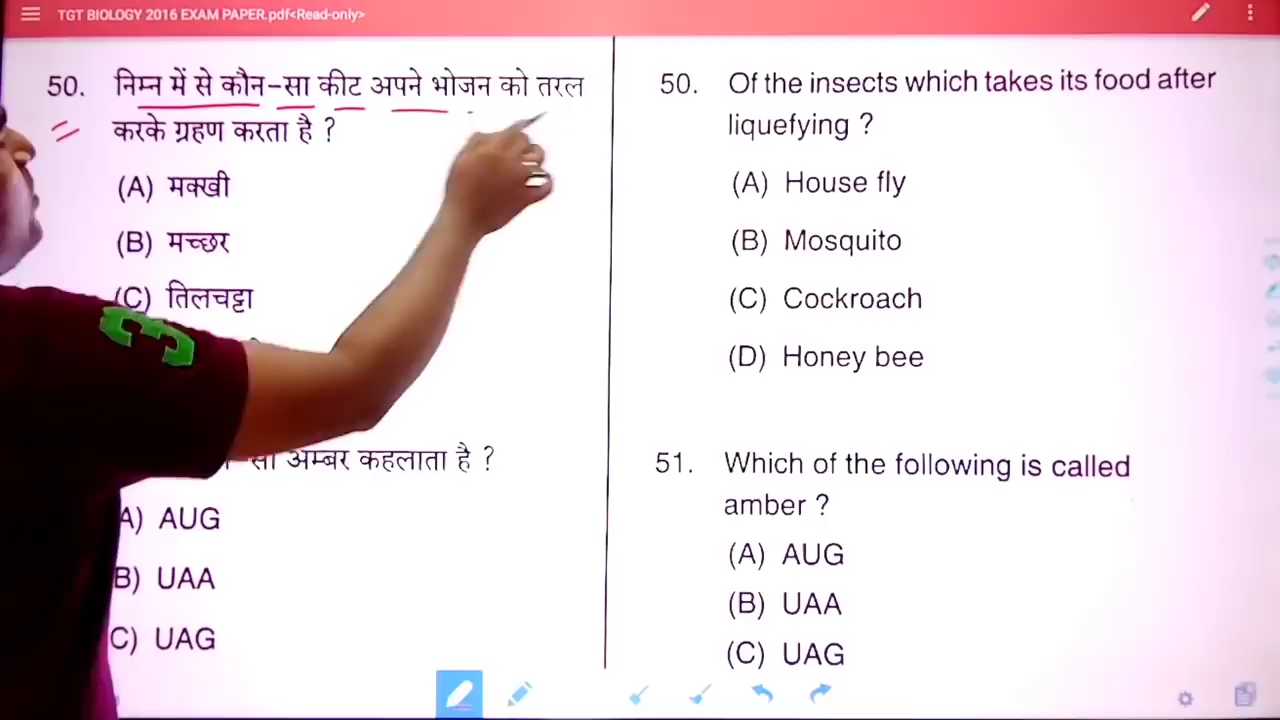 TGT BIOLOGY 2016 EXAM PAPER.pdf<Read-only>
50. निम्न में से कौन-सा कीट अपने भोजन को तरल
करके ग्रहण करता है ?
(A) मक्खी
(B) मच्छर
(C) तिलचट्टा
सा अम्बर कहलाता है ?
A) AUG
B) UAA
C) UAG
50. Of the insects which takes its food after
liquefying ?
(A) House fly
(B) Mosquito
(C) Cockroach
(D) Honey bee
51. Which of the following is called
amber ?
(A) AUG
(B) UAA
(C) UAG
3